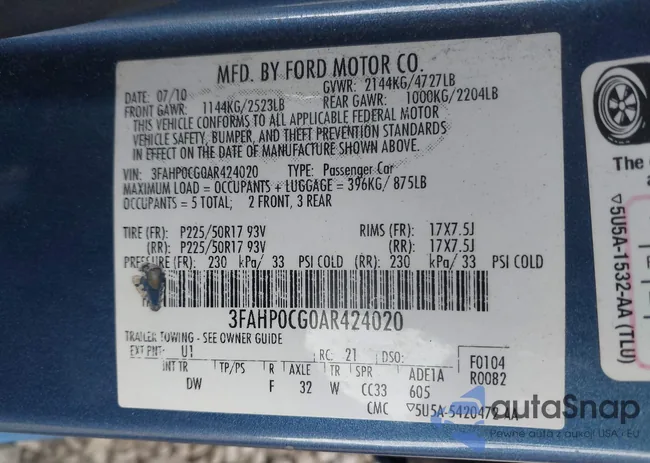 MFD. BY FORD MOTOR CO.
DATE: 07/10 GVWR: 2144KG/4727LB
FRONT GAWR: 1144KG/2523LB REAR GAWR: 1000KG/2204LB
THIS VEHICLE CONFORMS TO ALL APPLICABLE FEDERAL MOTOR
VEHICLE SAFETY, BUMPER, AND THEFT PREVENTION STANDARDS
IN EFFECT ON THE DATE OF MANUFACTURE SHOWN ABOVE.
VIN: 3FAHP0CG0AR424020 TYPE: Passenger Car
MAXIMUM LOAD = OCCUPANTS + LUGGAGE = 396KG/ 875LB
OCCUPANTS = 5 TOTAL; 2 FRONT, 3 REAR
TIRE (FR): P225/50R17 93V RIMS (FR): 17X7.5J
(RR): P225/50R17 93V (RR): 17X7.5J
PRESSURE (FR): 230 kPa/ 33 PSI COLD (RR): 230 kPa/ 33 PSI COLD
3FAHP0CG0AR424020
TRAILER TOWING - SEE OWNER GUIDE
EXT PNT: U1 RC: 21 DSO: F0104
INT TR TP/PS R AXLE TR SPR ADE1A R0082
DW F 32 W CC33 605
CMC ▽5U5A-5420472-AA
The
▽5U5A-1532-AA (TLU)
autaSnap
Pewne auto z aukcji USA i EU